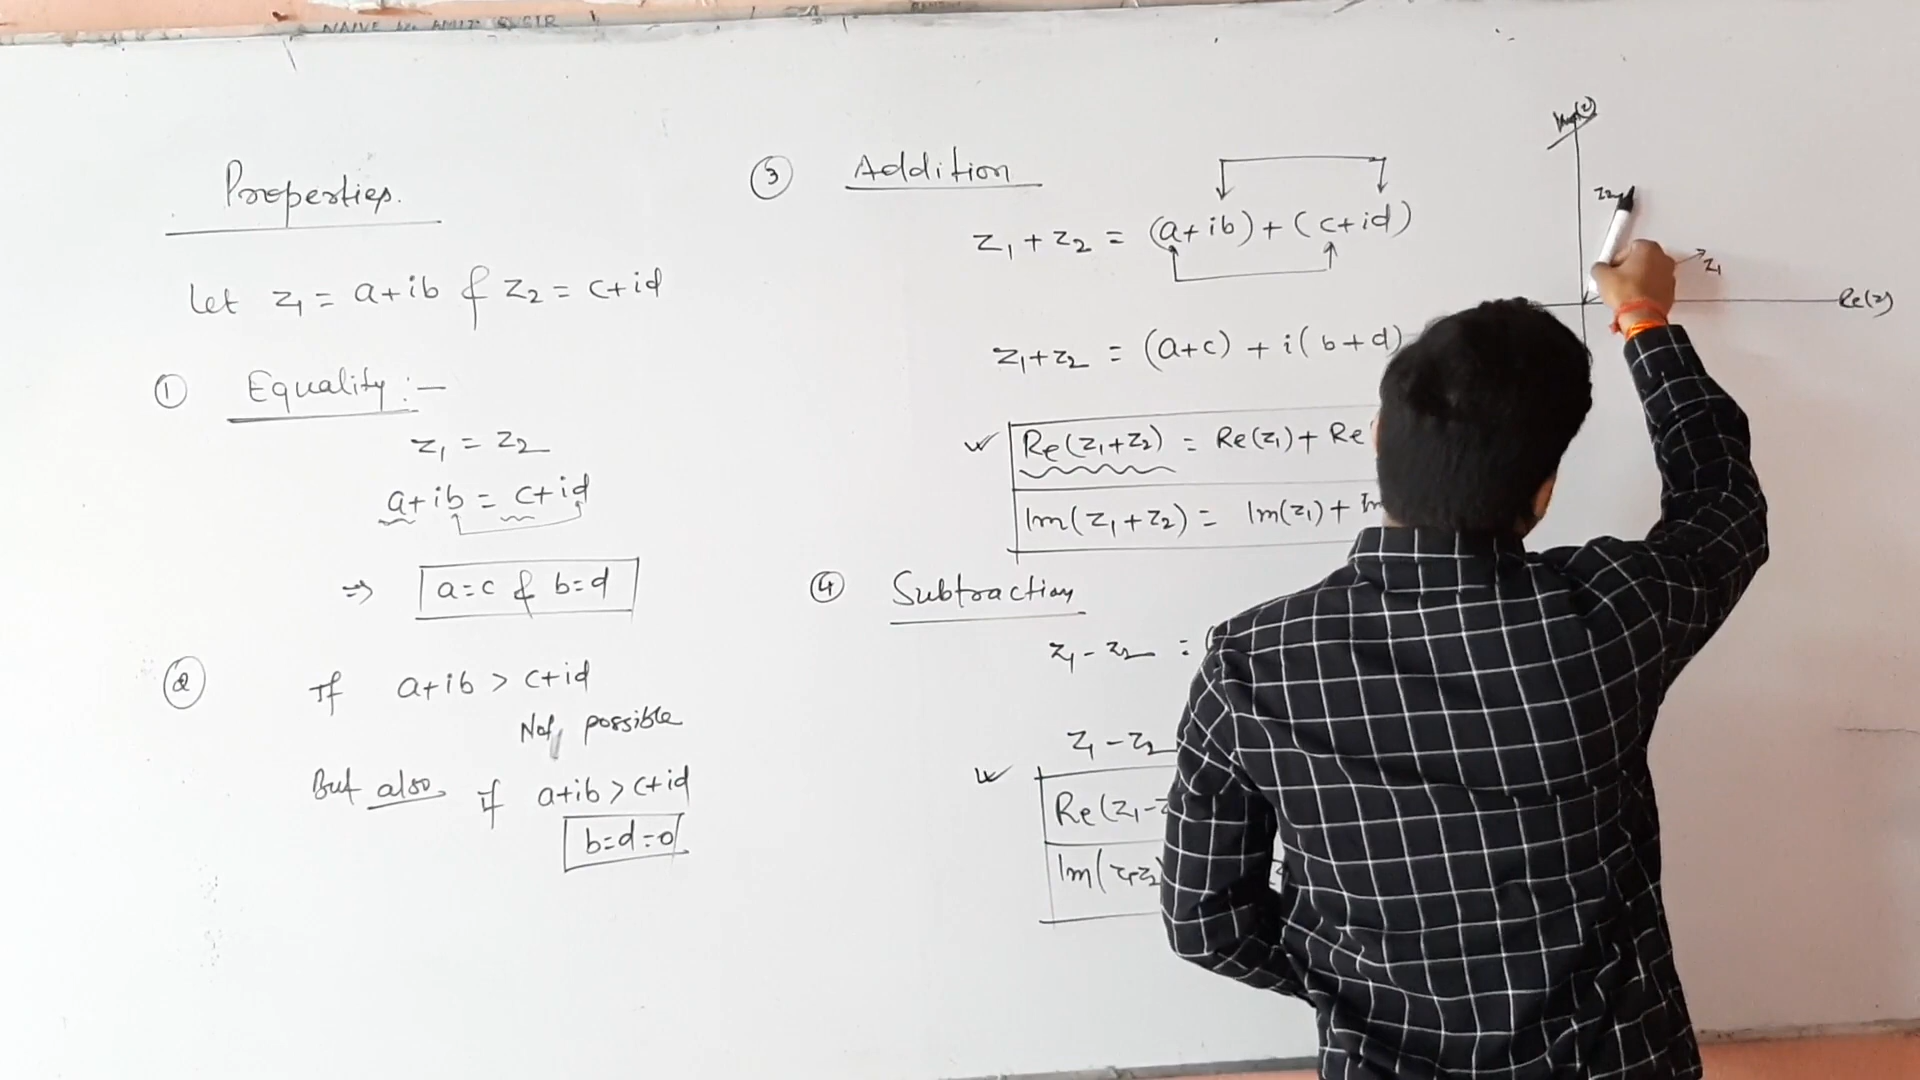 Properties.
Let z₁ = a+ib & z₂ = c+id
① Equality :-
z₁ = z₂
a+ib = c+id
⇒ a=c & b=d
② If a+ib > c+id
Not possible
But also, if a+ib > c+id
b=d=0
③ Addition
z₁ + z₂ = (a+ib) + (c+id)
z₁+z₂ = (a+c) + i(b+d)
Re(z₁+z₂) = Re(z₁) + Re
Im(z₁+z₂) = Im(z₁) + Im
④ Subtraction
z₁ - z₂ = (
z₁ - z₂
Re(z₁-z
Im(z₁-z₂)
z₂
z₁
Re(z)